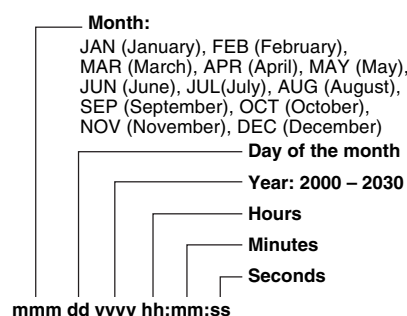 Month:
JAN (January), FEB (February),
MAR (March), APR (April), MAY (May),
JUN (June), JUL(July), AUG (August),
SEP (September), OCT (October),
NOV (November), DEC (December)
Day of the month
Year: 2000 – 2030
Hours
Minutes
Seconds
mmm dd yyyy hh:mm:ss